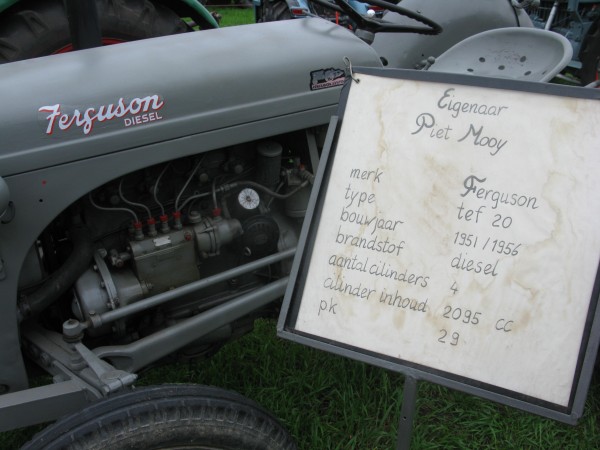 Ferguson
DIESEL
Eigenaar
Piet Mooy
merk Ferguson
type tef 20
bouwjaar 1951/1956
brandstof diesel
aantal cilinders 4
cilinder inhoud 2095 cc
pk 29